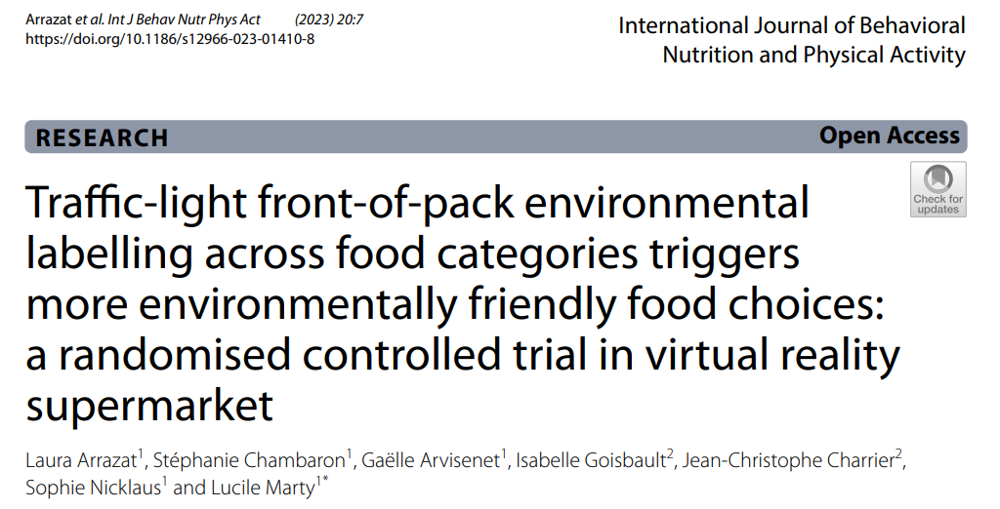 Arrazat et al. Int J Behav Nutr Phys Act (2023) 20:7
https://doi.org/10.1186/s12966-023-01410-8
International Journal of Behavioral
Nutrition and Physical Activity
RESEARCH
Open Access
Check for
updates
Traffic-light front-of-pack environmental
labelling across food categories triggers
more environmentally friendly food choices:
a randomised controlled trial in virtual reality
supermarket
Laura Arrazat1, Stéphanie Chambaron1, Gaëlle Arvisenet1, Isabelle Goisbault2, Jean-Christophe Charrier2,
Sophie Nicklaus1 and Lucile Marty1*